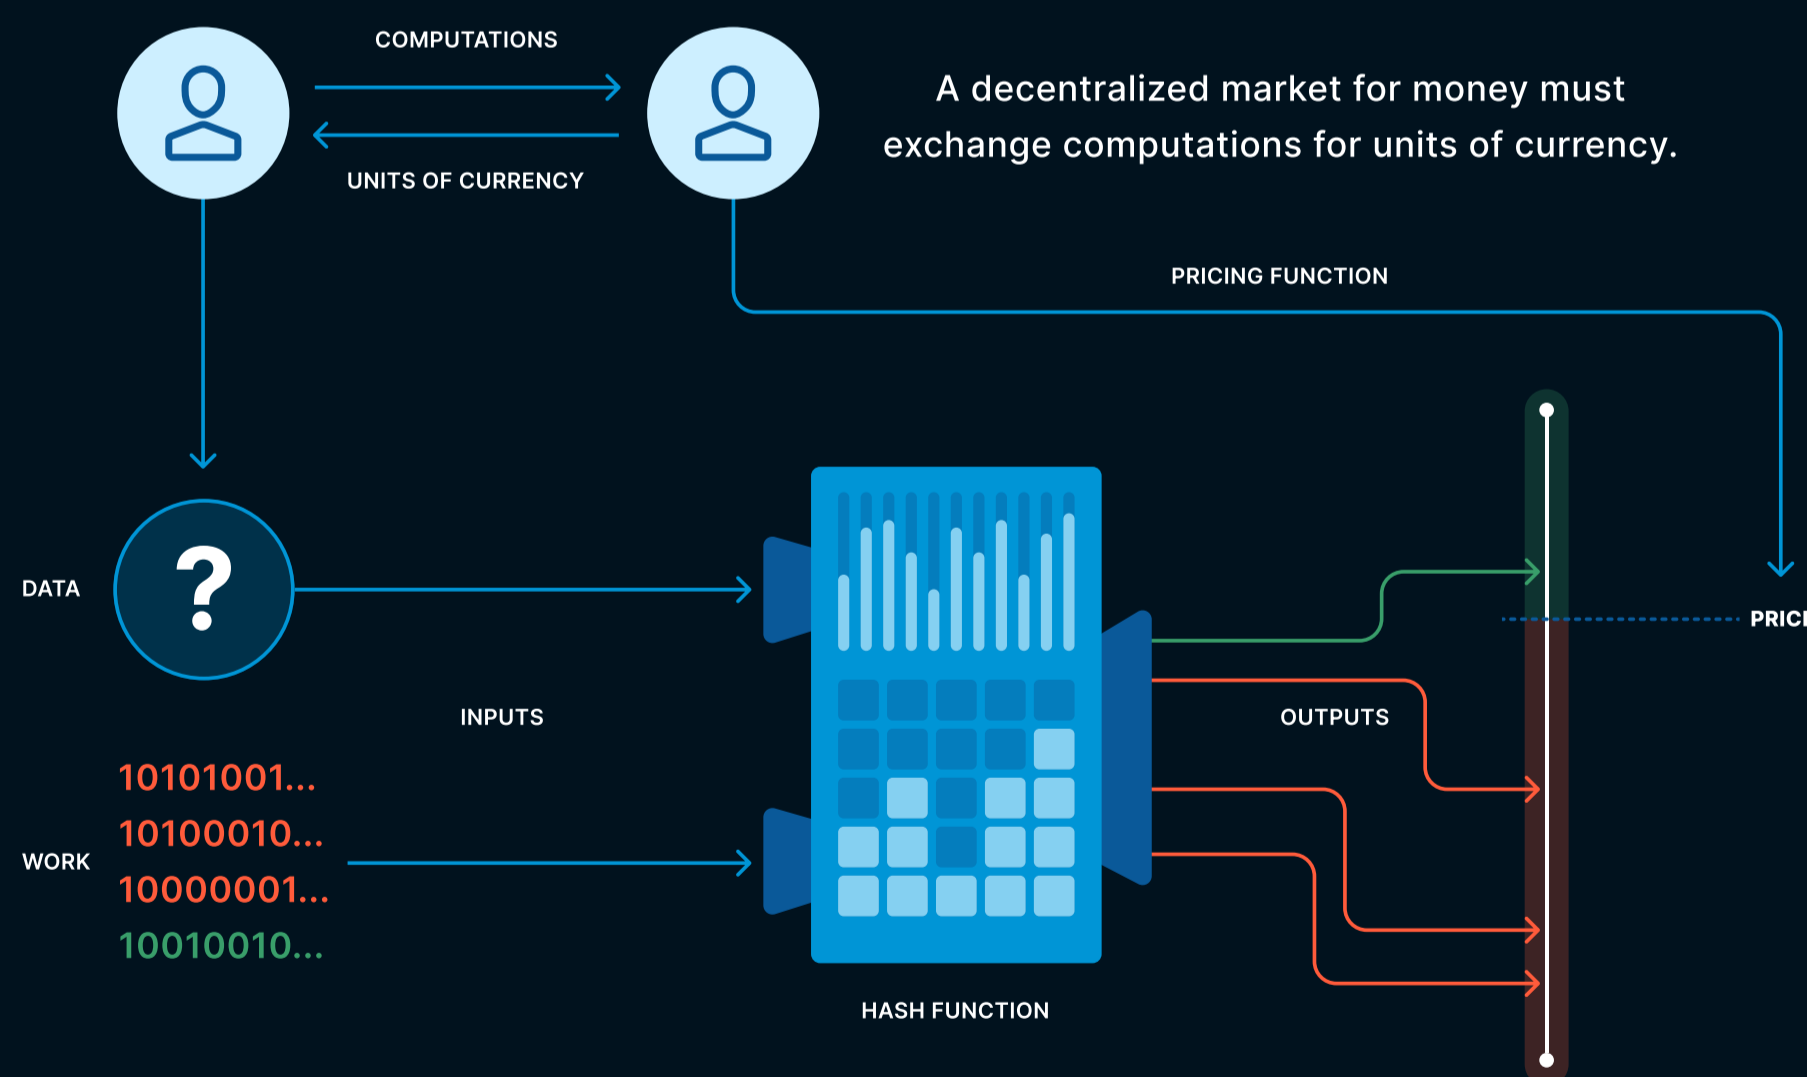 COMPUTATIONS
UNITS OF CURRENCY
A decentralized market for money must
exchange computations for units of currency.
PRICING FUNCTION
DATA
?
PRICI
INPUTS
OUTPUTS
WORK
10101001...
10100010...
10000001...
10010010...
HASH FUNCTION